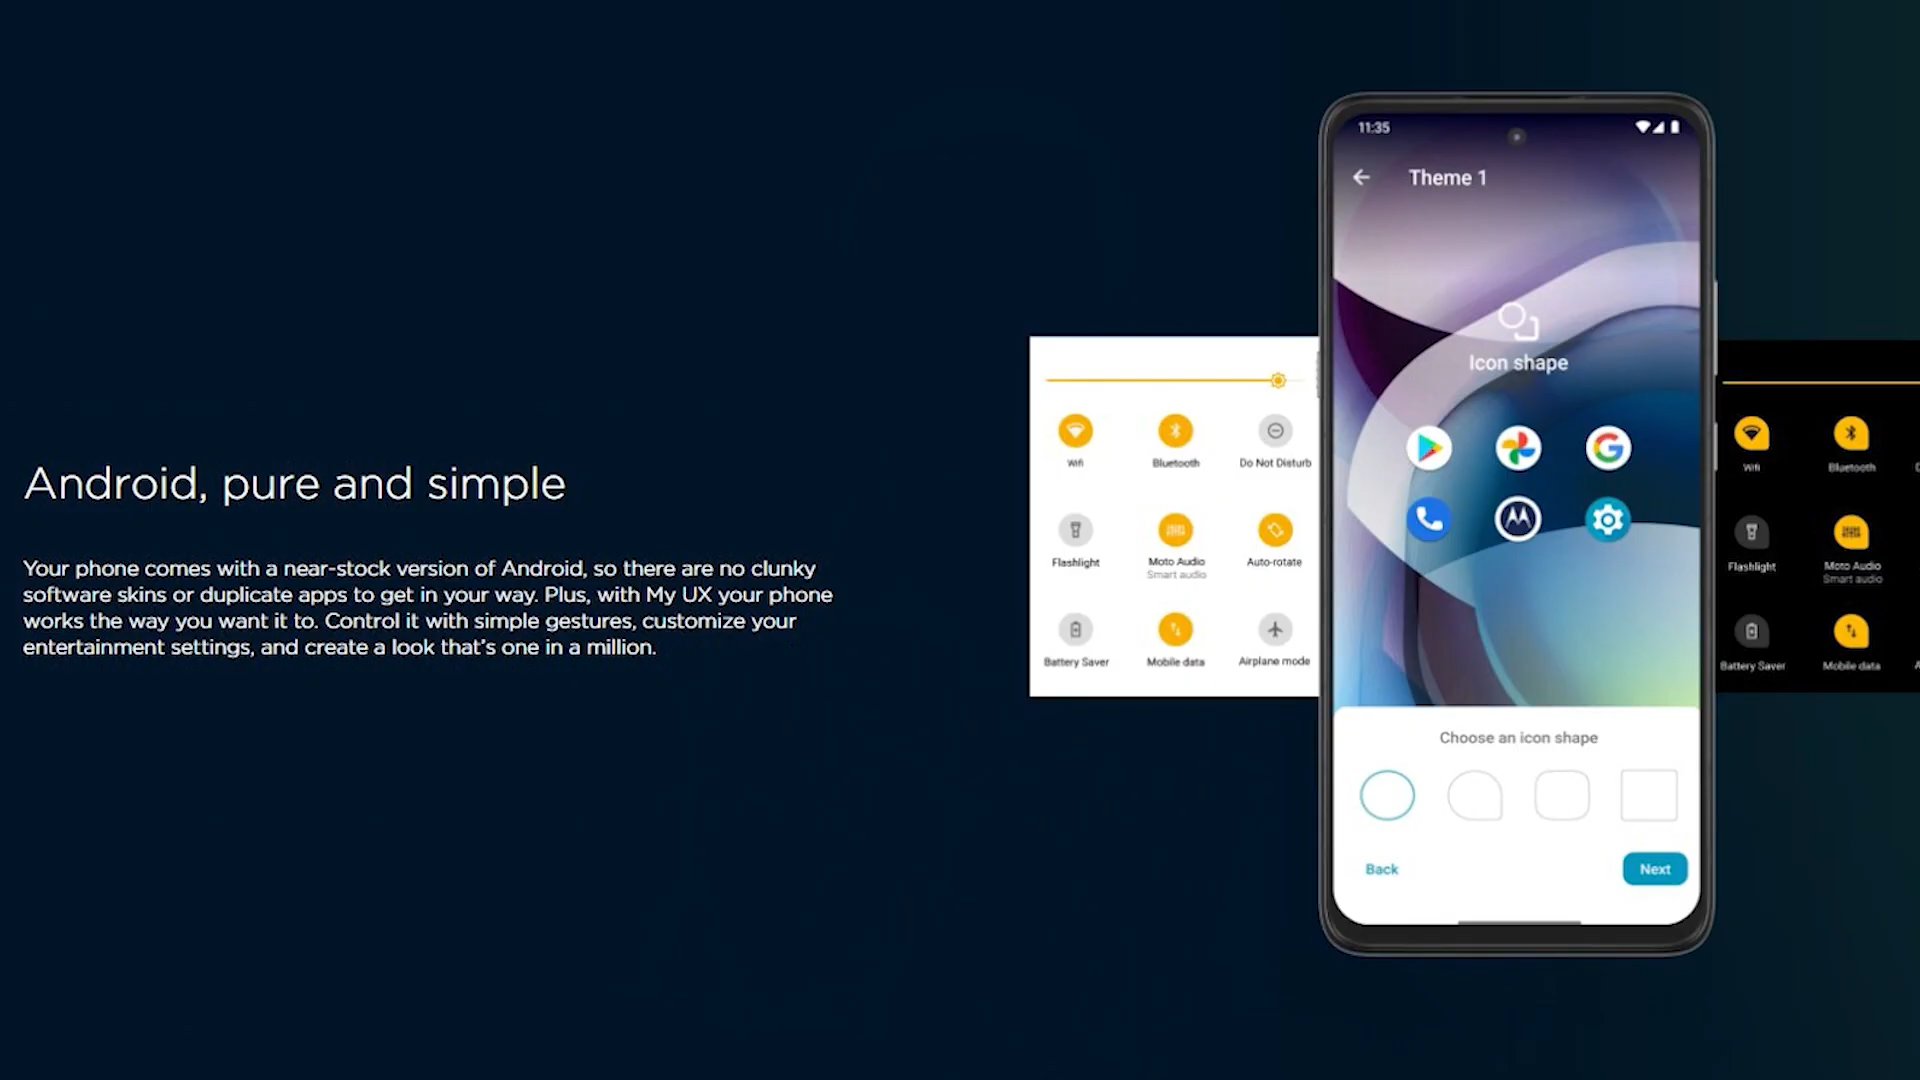 Android, pure and simple
Your phone comes with a near-stock version of Android, so there are no clunky
software skins or duplicate apps to get in your way. Plus, with My UX your phone
works the way you want it to. Control it with simple gestures, customize your
entertainment settings, and create a look that's one in a million.
Wifi
Bluetooth
Do Not Disturb
Flashlight
Moto Audio
Smart audio
Auto-rotate
Battery Saver
Mobile data
Airplane mode
11:35
Theme 1
Icon shape
Choose an icon shape
Back
Next
Wifi
Bluetooth
Flashlight
Moto Audio
Smart audio
Battery Saver
Mobile data